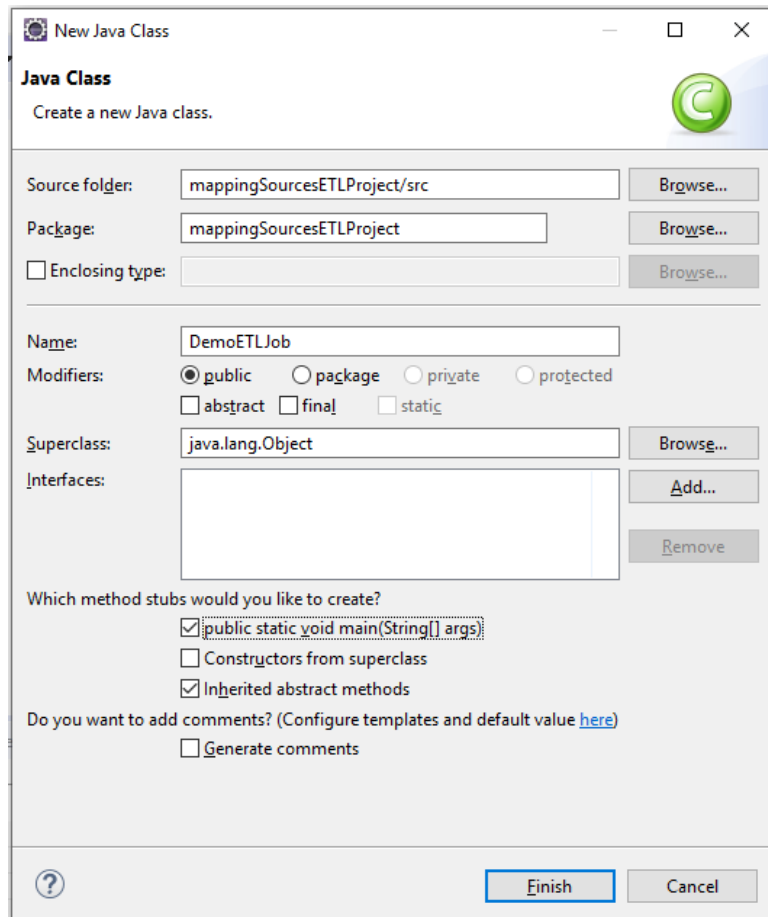 New Java Class
Java Class
Create a new Java class.
C
Source folder: mappingSourcesETLProject/src Browse...
Package: mappingSourcesETLProject Browse...
Enclosing type: Browse...
Name: DemoETLJob
Modifiers: public package private protected
abstract final static
Superclass: java.lang.Object Browse...
Interfaces: Add...
Remove
Which method stubs would you like to create?
public static void main(String[] args)
Constructors from superclass
Inherited abstract methods
Do you want to add comments? (Configure templates and default value here)
Generate comments
? Finish Cancel